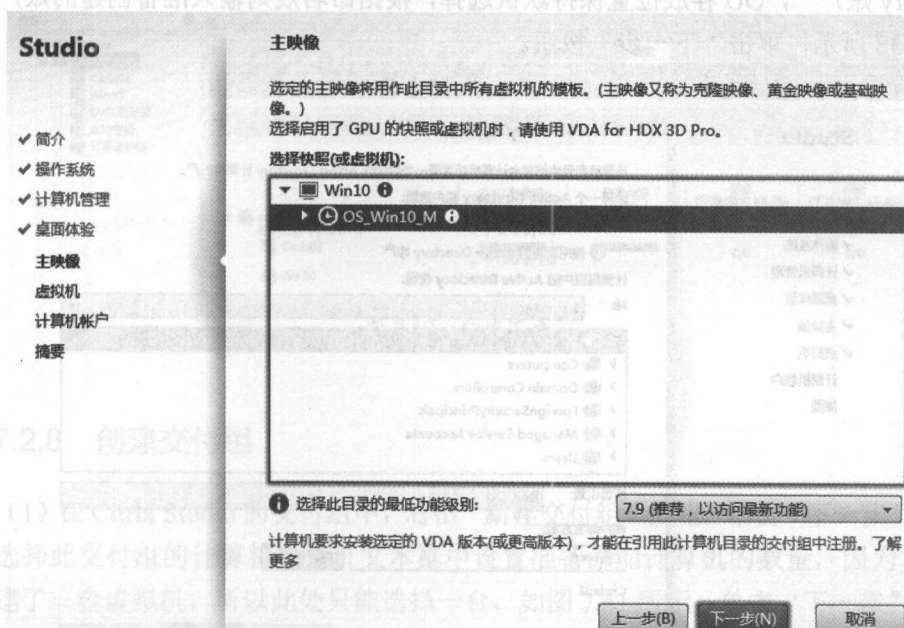 Studio
✔ 简介
✔ 操作系统
✔ 计算机管理
✔ 桌面体验
主映像
虚拟机
计算机帐户
摘要
主映像
选定的主映像将用作此目录中所有虚拟机的模板。(主映像又称为克隆映像、黄金映像或基础映
像。)
选择启用了 GPU 的快照或虚拟机时，请使用 VDA for HDX 3D Pro。
选择快照(或虚拟机):
Win10
OS_Win10_M
选择此目录的最低功能级别:
7.9 (推荐，以访问最新功能)
计算机要求安装选定的 VDA 版本(或更高版本)，才能在引用此计算机目录的交付组中注册。了解
更多
上一步(B)
下一步(N)
取消